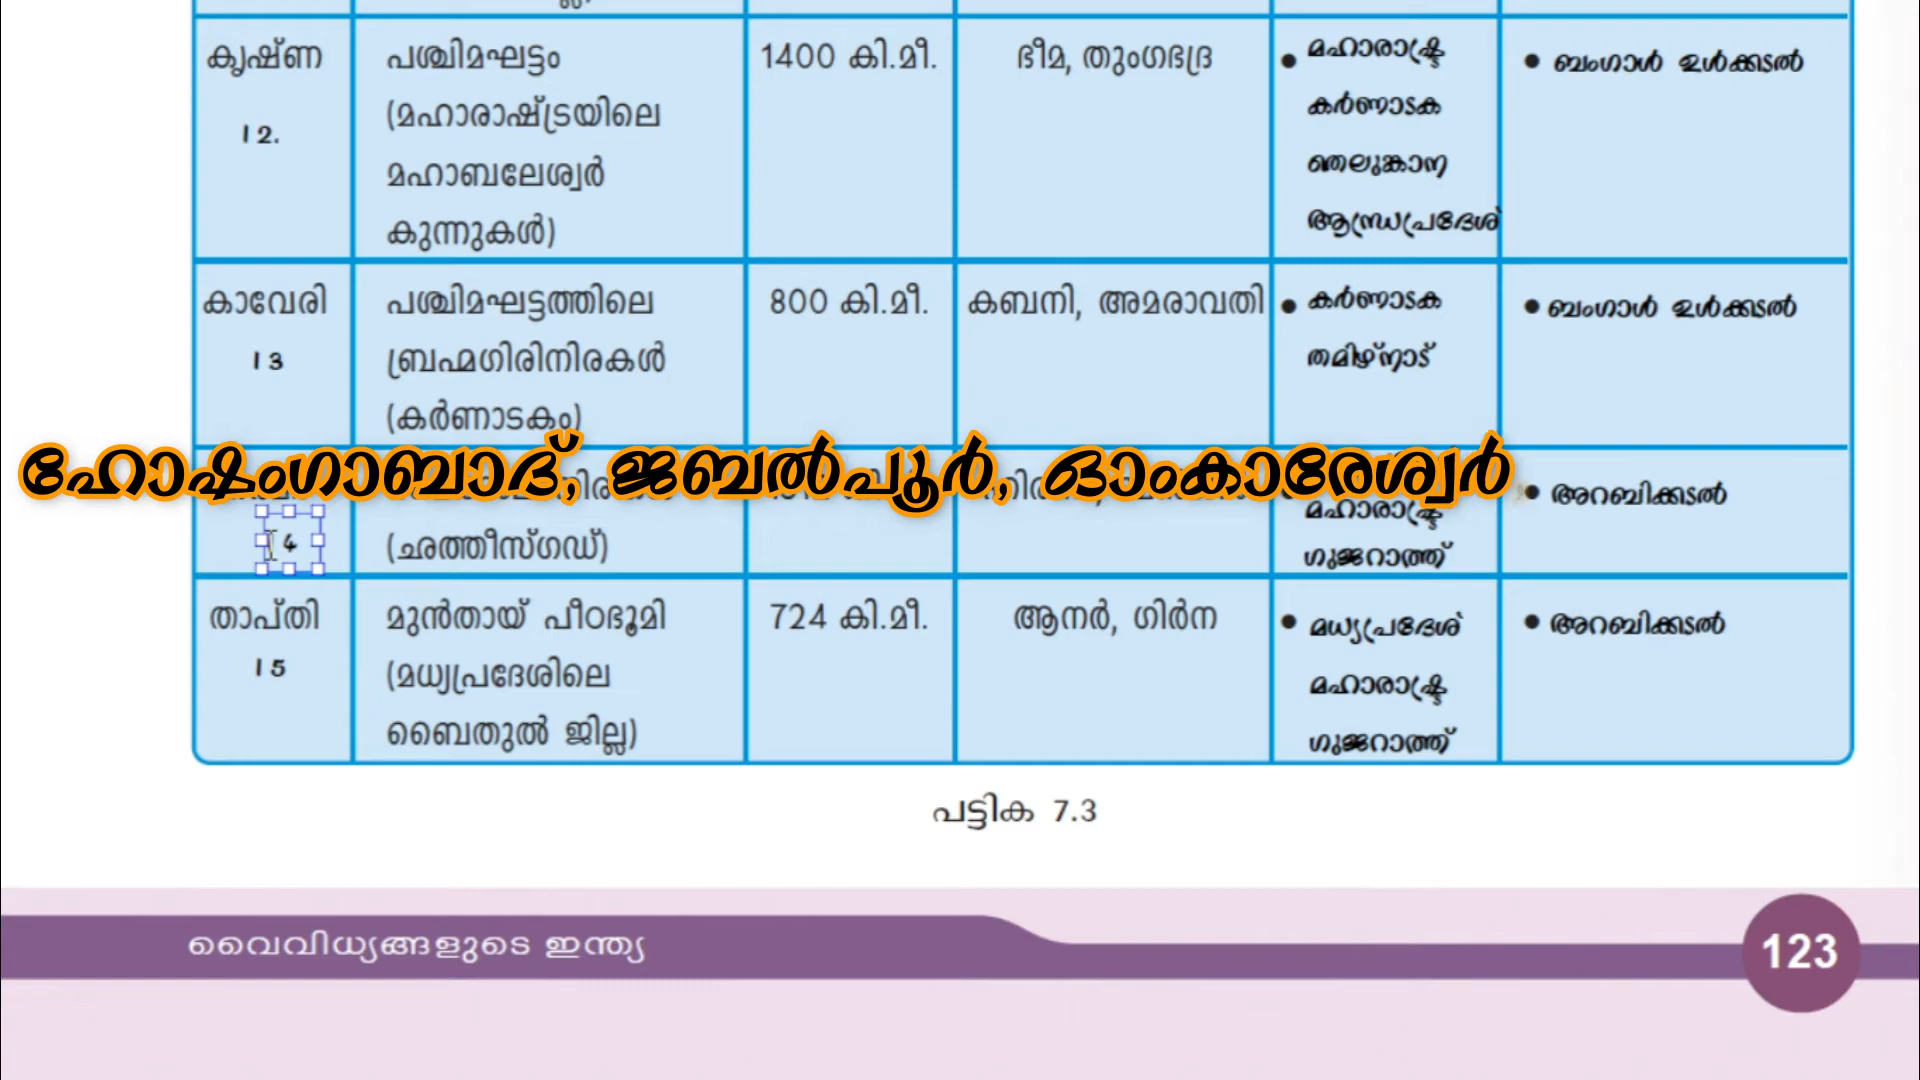 കൃഷ്ണ
12.
പശ്ചിമഘട്ടം
(മഹാരാഷ്ട്രയിലെ
മഹാബലേശ്വർ
കുന്നുകൾ)
1400 കി.മീ.
ഭീമ, തുംഗഭദ്ര
• മഹാരാഷ്ട്ര
കർണാടക
തെലുങ്കാന
ആന്ധ്രപ്രദേശ്
• ബംഗാൾ ഉൾക്കടൽ
കാവേരി
13
പശ്ചിമഘട്ടത്തിലെ
ബ്രഹ്മഗിരിനിരകൾ
(കർണാടകം)
800 കി.മീ.
കബനി, അമരാവതി
• കർണാടക
തമിഴ്നാട്
• ബംഗാൾ ഉൾക്കടൽ
ഹോഷംഗാബാദ്, ജബൽപൂർ, ഓംകാരേശ്വർ
14
(ഛത്തീസ്ഗഡ്)
മഹാരാഷ്ട്ര
ഗുജറാത്ത്
• അറബിക്കടൽ
താപ്തി
15
മുൻതായ് പീഠഭൂമി
(മധ്യപ്രദേശിലെ
ബൈതുൽ ജില്ല)
724 കി.മീ.
ആനർ, ഗിർന
• മധ്യപ്രദേശ്
മഹാരാഷ്ട്ര
ഗുജറാത്ത്
• അറബിക്കടൽ
പട്ടിക 7.3
വൈവിധ്യങ്ങളുടെ ഇന്ത്യ
123